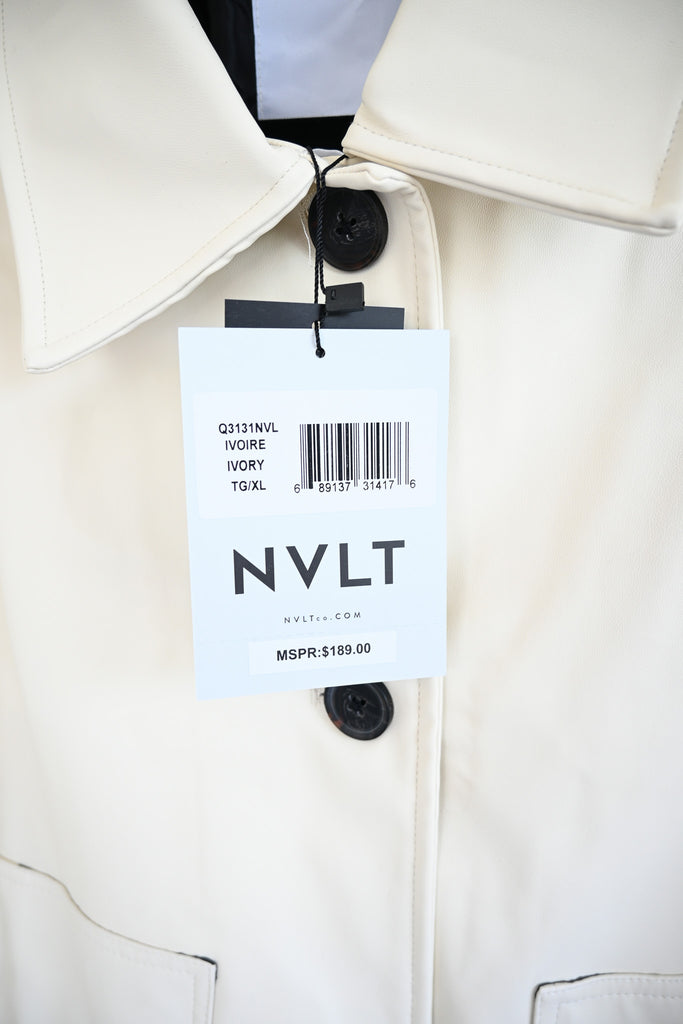 Q3131NVL
IVOIRE
IVORY
TG/XL
6 89137 31417 6
NVLT
NVLTco.COM
MSPR:$189.00